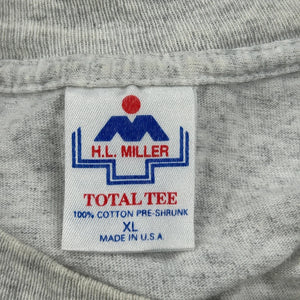 H.L. MILLER
TOTAL TEE
100% COTTON PRE-SHRUNK
XL
MADE IN U.S.A.